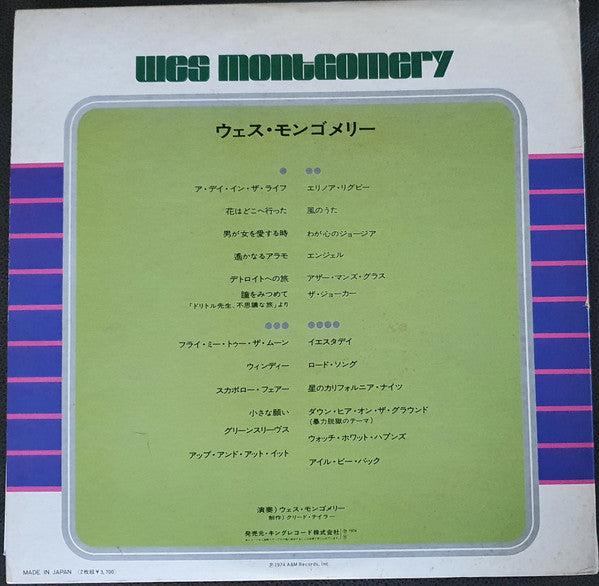 wes montgomery
ウェス・モンゴメリー
ア・デイ・イン・ザ・ライフ
花はどこへ行った
男が女を愛する時
遙かなるアラモ
デトロイトへの旅
瞳をみつめて
「ドリトル先生、不思議な旅」より
エリノア・リグビー
風のうた
わが心のジョージア
エンジェル
アザー・マンズ・グラス
ザ・ジョーカー
フライ・ミー・トゥー・ザ・ムーン
ウィンディー
スカボロー・フェアー
小さな願い
グリーンスリーヴス
アップ・アンド・アット・イット
イエスタデイ
ロード・ソング
星のカリフォルニア・ナイツ
ダウン・ヒア・オン・ザ・グラウンド
(暴力脱獄のテーマ)
ウォッチ・ホワット・ハプンズ
アイル・ビー・バック
演奏)ウェス・モンゴメリー
制作)クリード・テイラー
発売元・キングレコード株式会社 Ⓟ 1974
MADE IN JAPAN (2枚組¥3,700)
Ⓟ 1974 A&M Records, Inc.